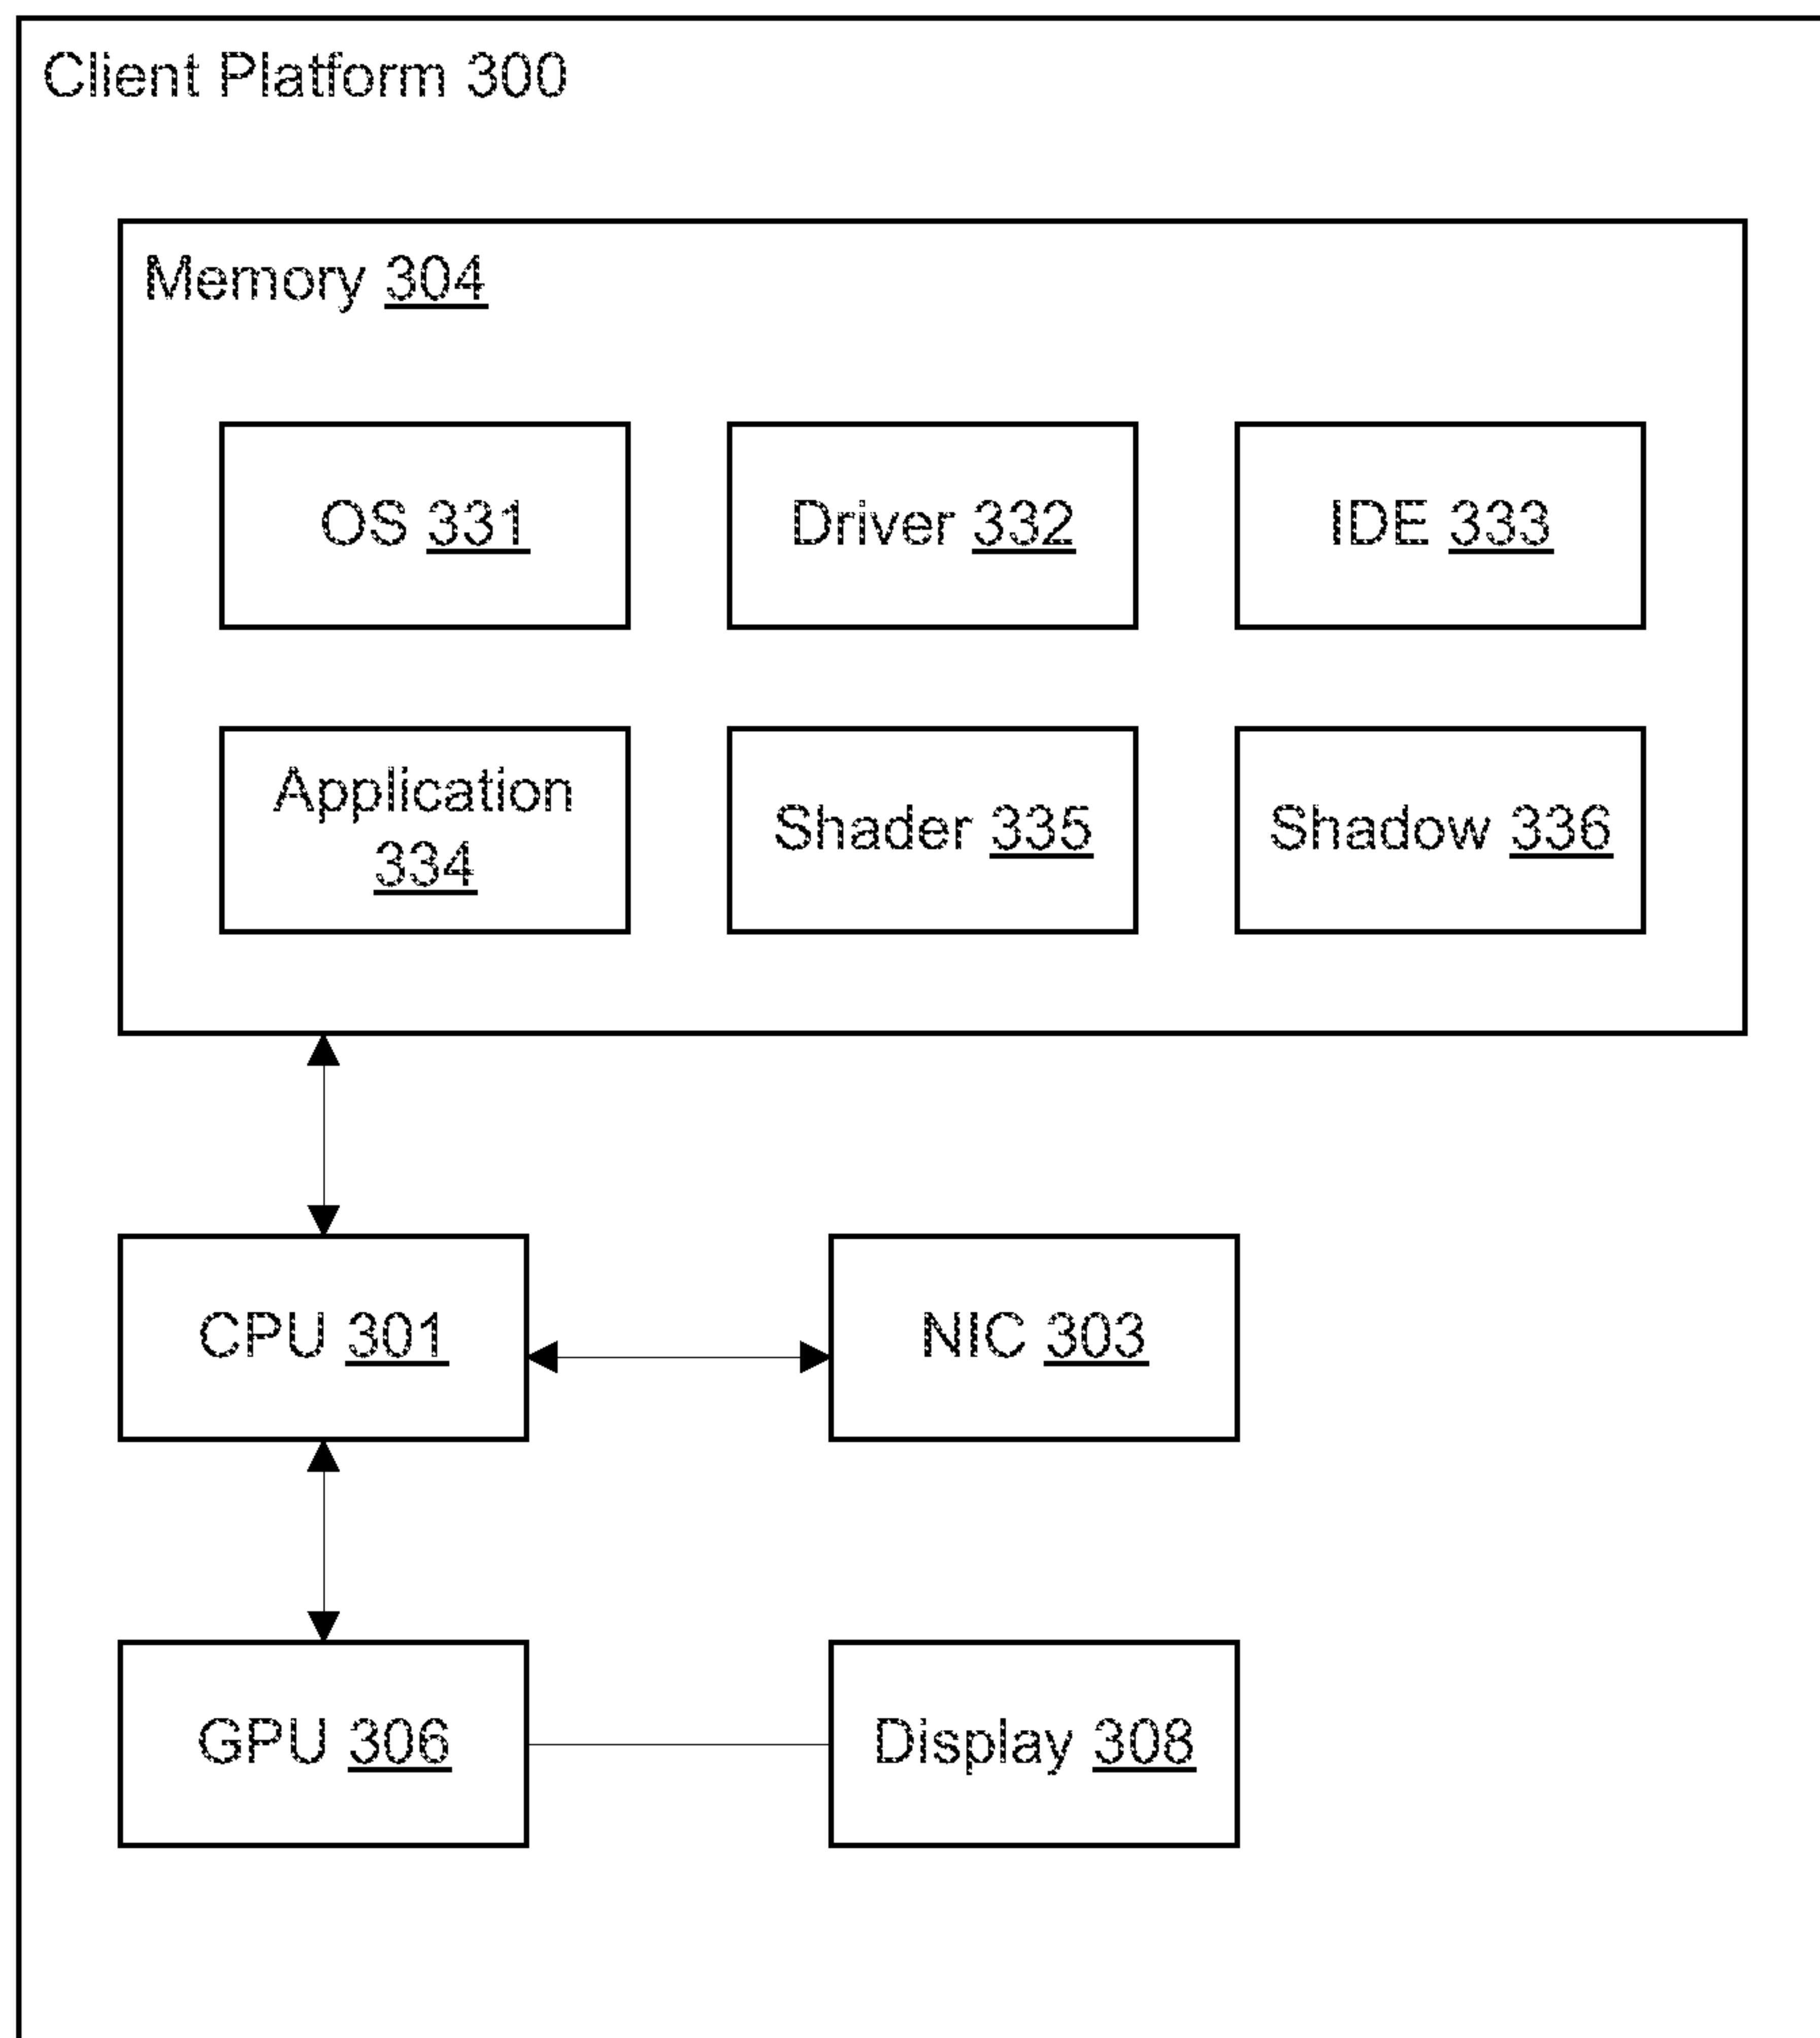 Client Platform 300
Memory 304
OS 331
Driver 332
IDE 333
Application
334
Shader 335
Shadow 336
CPU 301
NIC 303
GPU 306
Display 308